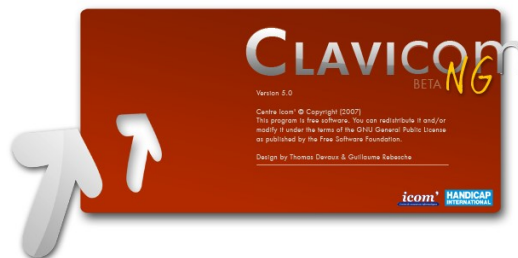 CLAVICOM
BETA NG
Version 5.0
Centre Icom' © Copyright (2007)
This program is free software. You can redistribute it and/or
modify it under the terms of the GNU General Public License
as published by the Free Software Foundation.
Design by Thomas Devaux & Guillaume Rebesche
icom' HANDICAP
INTERNATIONAL